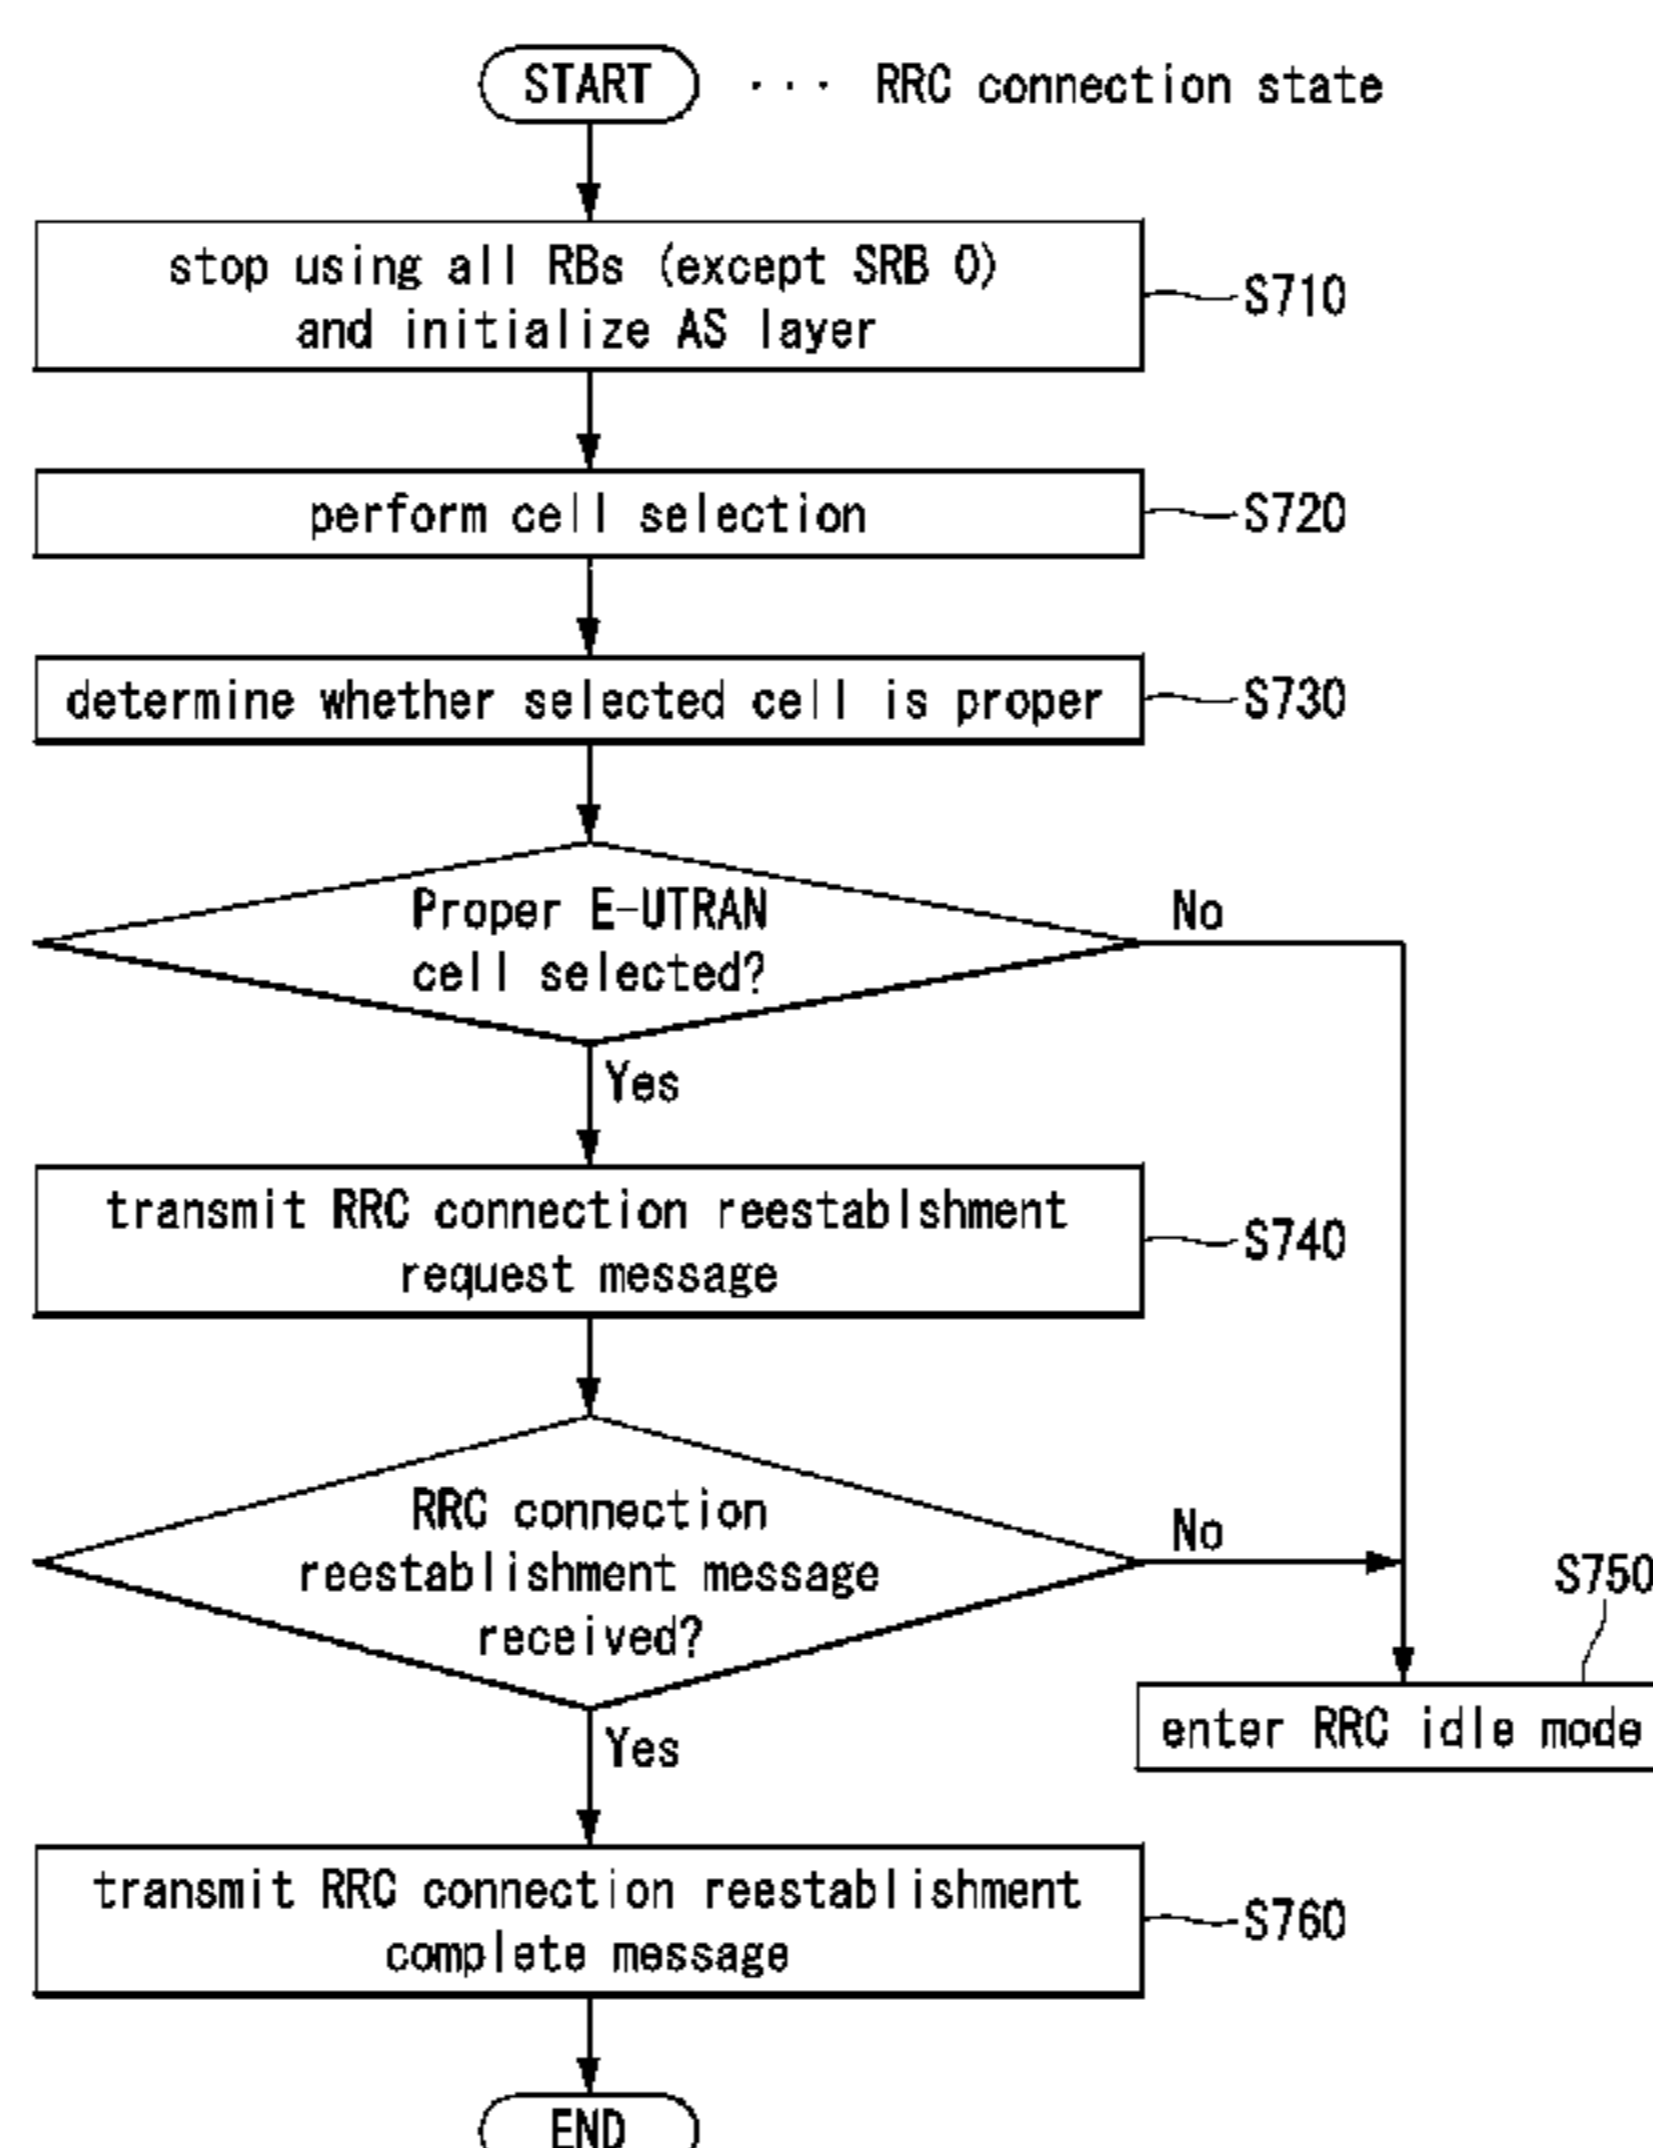 START ··· RRC connection state
stop using all RBs (except SRB 0)
and initialize AS layer
S710
perform cell selection
S720
determine whether selected cell is proper
S730
Proper E-UTRAN
cell selected?
No
Yes
transmit RRC connection reestablshment
request message
S740
RRC connection
reestablishment message
received?
No
S750
enter RRC idle mode
Yes
transmit RRC connection reestablishment
complete message
S760
END